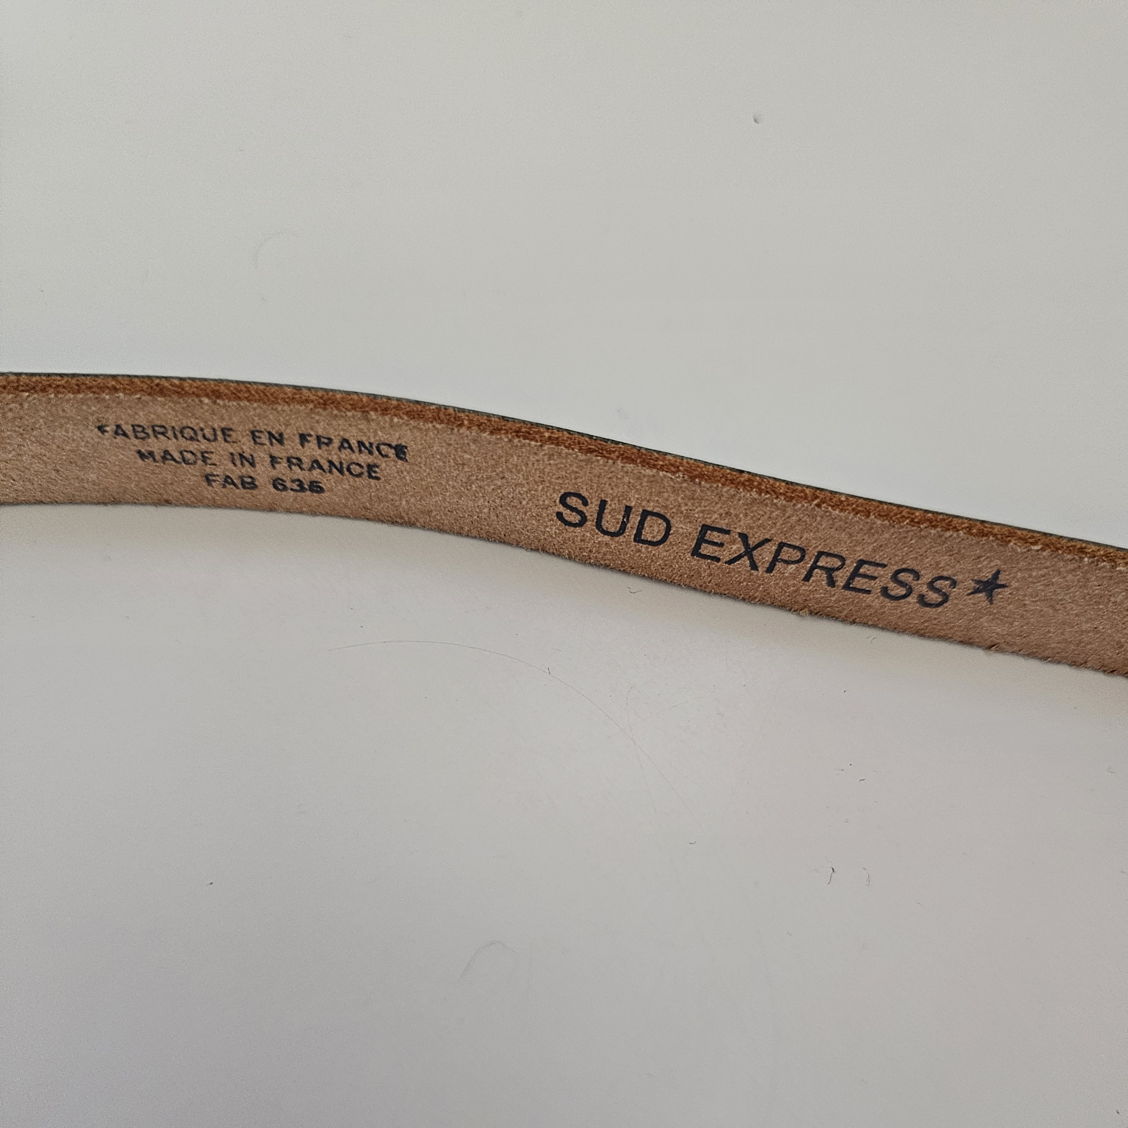 FABRIQUE EN FRANCE
MADE IN FRANCE
FAB 636
SUD EXPRESS★